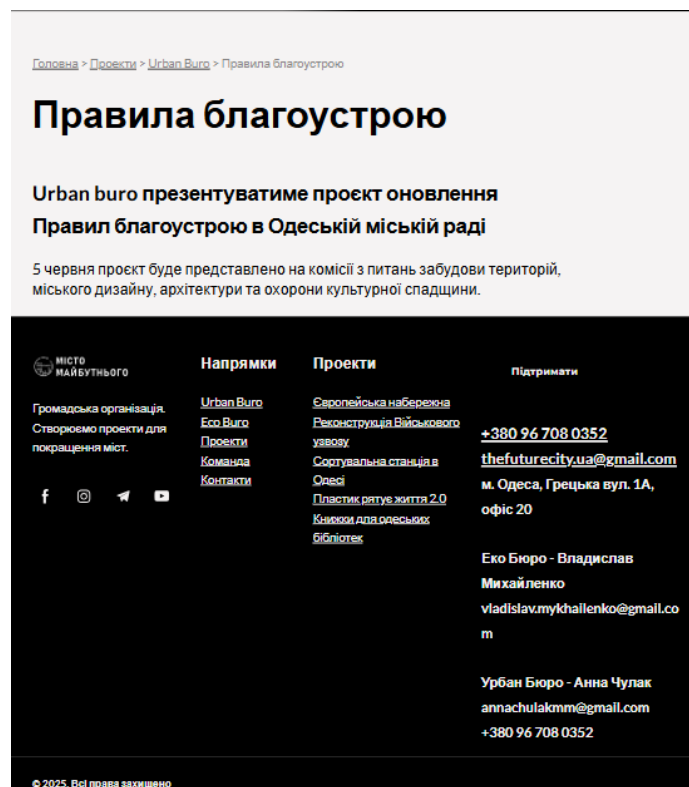 Головна > Проекти > Urban Buro > Правила благоустрою
Правила благоустрою
Urban buro презентуватиме проєкт оновлення
Правил благоустрою в Одеській міській раді
5 червня проєкт буде представлено на комісії з питань забудови територій,
міського дизайну, архітектури та охорони культурної спадщини.
МІСТО
МАЙБУТНЬОГО
Громадська організація.
Створюємо проекти для
покращення міст.
Напрямки
Urban Buro
Eco Buro
Проекти
Команда
Контакти
Проекти
Європейська набережна
Реконструкція Військового
узвозу
Сортувальна станція в
Одесі
Пластик рятує життя 2.0
Книжки для одеських
бібліотек
Підтримати
+380 96 708 0352
thefuturecity.ua@gmail.com
м. Одеса, Грецька вул. 1А,
офіс 20
Еко Бюро - Владислав
Михайленко
vladislav.mykhailenko@gmail.co
m
Урбан Бюро - Анна Чулак
annachulakmm@gmail.com
+380 96 708 0352
© 2025. Всі права захищено